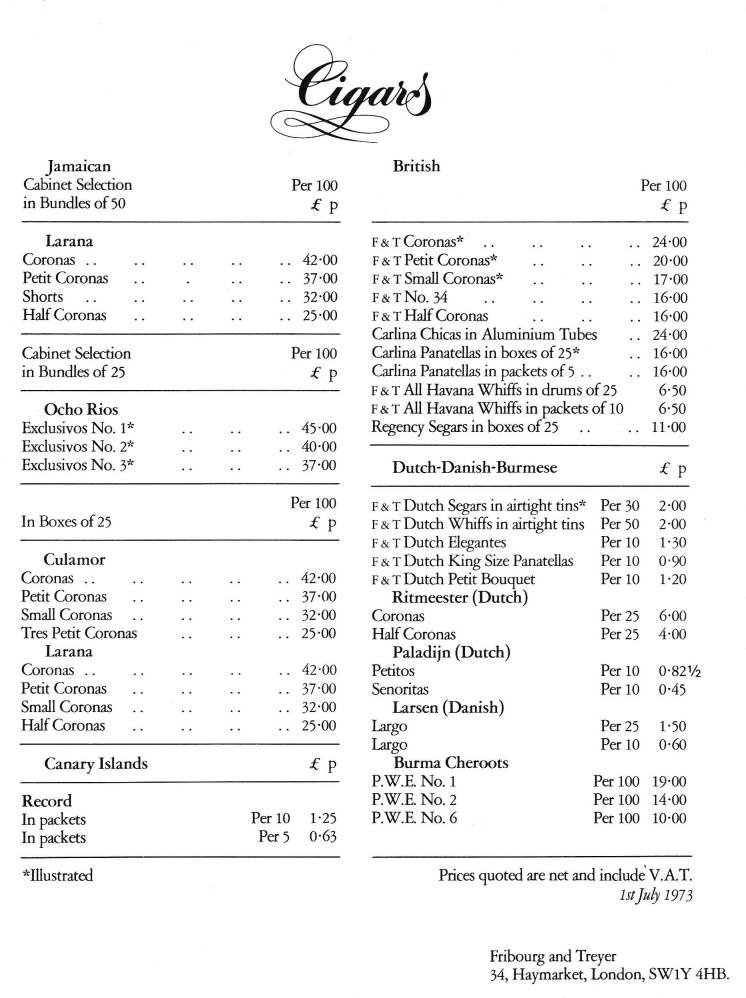 Cigars
Jamaican
Cabinet Selection Per 100
in Bundles of 50 £ p
Larana
Coronas .. .. .. .. .. 42·00
Petit Coronas .. . .. .. 37·00
Shorts .. .. .. .. .. 32·00
Half Coronas .. .. .. .. 25·00
Cabinet Selection Per 100
in Bundles of 25 £ p
Ocho Rios
Exclusivos No. 1* .. .. .. 45·00
Exclusivos No. 2* .. .. .. 40·00
Exclusivos No. 3* .. .. .. 37·00
Per 100
In Boxes of 25 £ p
Culamor
Coronas .. .. .. .. .. 42·00
Petit Coronas .. .. .. .. 37·00
Small Coronas .. .. .. .. 32·00
Tres Petit Coronas .. .. .. 25·00
Larana
Coronas .. .. .. .. .. 42·00
Petit Coronas .. .. .. .. 37·00
Small Coronas .. .. .. .. 32·00
Half Coronas .. .. .. .. 25·00
Canary Islands £ p
Record
In packets Per 10 1·25
In packets Per 5 0·63
*Illustrated
British
Per 100
£ p
F & T Coronas* .. .. .. .. 24·00
F & T Petit Coronas* .. .. .. 20·00
F & T Small Coronas* .. .. .. 17·00
F & T No. 34 .. .. .. .. 16·00
F & T Half Coronas .. .. .. 16·00
Carlina Chicas in Aluminium Tubes .. 24·00
Carlina Panatellas in boxes of 25* .. 16·00
Carlina Panatellas in packets of 5 .. .. 16·00
F & T All Havana Whiffs in drums of 25 6·50
F & T All Havana Whiffs in packets of 10 6·50
Regency Segars in boxes of 25 .. .. 11·00
Dutch-Danish-Burmese £ p
F & T Dutch Segars in airtight tins* Per 30 2·00
F & T Dutch Whiffs in airtight tins Per 50 2·00
F & T Dutch Elegantes Per 10 1·30
F & T Dutch King Size Panatellas Per 10 0·90
F & T Dutch Petit Bouquet Per 10 1·20
Ritmeester (Dutch)
Coronas Per 25 6·00
Half Coronas Per 25 4·00
Paladijn (Dutch)
Petitos Per 10 0·82½
Senoritas Per 10 0·45
Larsen (Danish)
Largo Per 25 1·50
Largo Per 10 0·60
Burma Cheroots
P.W.E. No. 1 Per 100 19·00
P.W.E. No. 2 Per 100 14·00
P.W.E. No. 6 Per 100 10·00
Prices quoted are net and include V.A.T.
1st July 1973
Fribourg and Treyer
34, Haymarket, London, SW1Y 4HB.